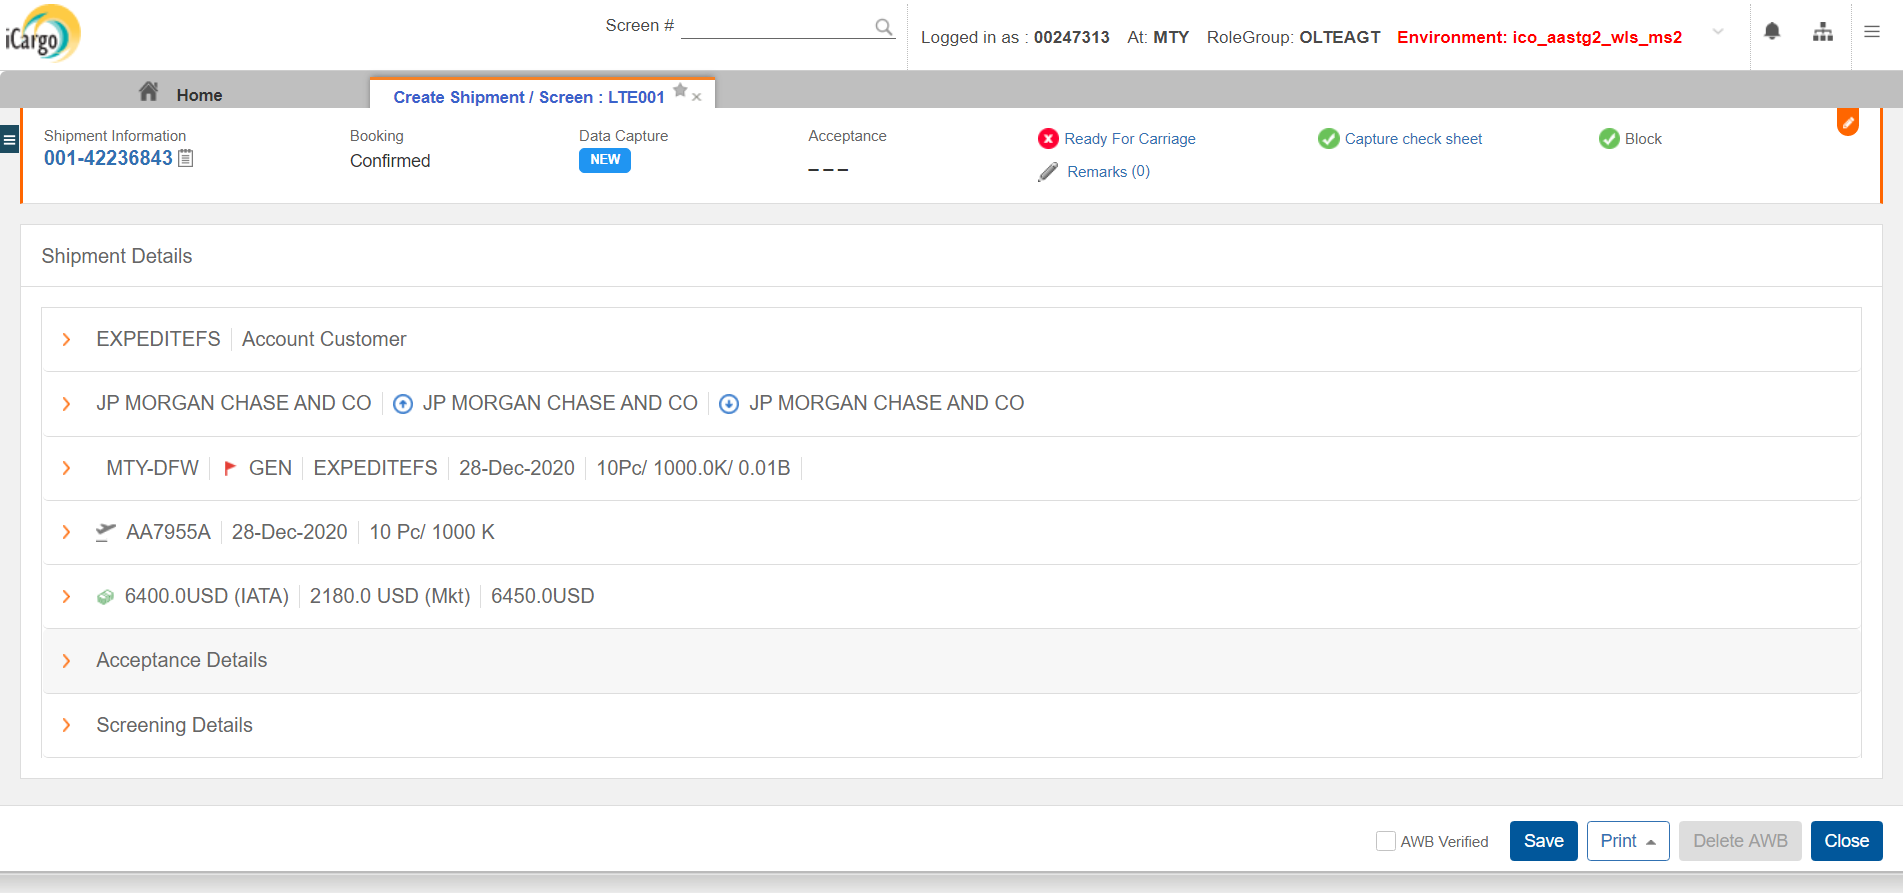 iCargo
Screen #
Logged in as : 00247313 At: MTY RoleGroup: OLTEAGT Environment: ico_aastg2_wls_ms2
Home
Create Shipment / Screen : LTE001
Shipment Information
001-42236843
Booking
Confirmed
Data Capture
NEW
Acceptance
– – –
Ready For Carriage
Remarks (0)
Capture check sheet
Block
Shipment Details
EXPEDITEFS Account Customer
JP MORGAN CHASE AND CO JP MORGAN CHASE AND CO JP MORGAN CHASE AND CO
MTY-DFW GEN EXPEDITEFS 28-Dec-2020 10Pc/ 1000.0K/ 0.01B
AA7955A 28-Dec-2020 10 Pc/ 1000 K
6400.0USD (IATA) 2180.0 USD (Mkt) 6450.0USD
Acceptance Details
Screening Details
AWB Verified Save Print Delete AWB Close